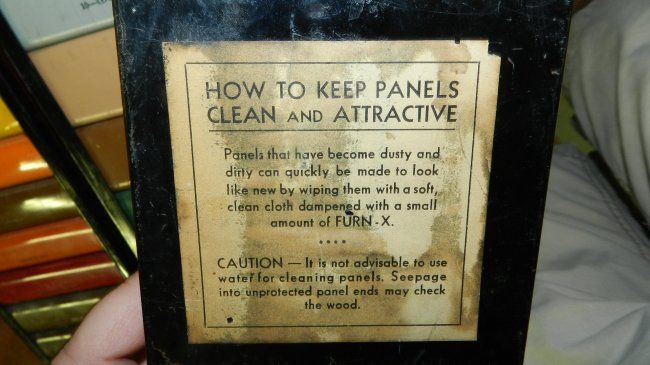 HOW TO KEEP PANELS
CLEAN AND ATTRACTIVE
Panels that have become dusty and
dirty can quickly be made to look
like new by wiping them with a soft,
clean cloth dampened with a small
amount of FURN-X.
****
CAUTION — It is not advisable to use
water for cleaning panels. Seepage
into unprotected panel ends may check
the wood.